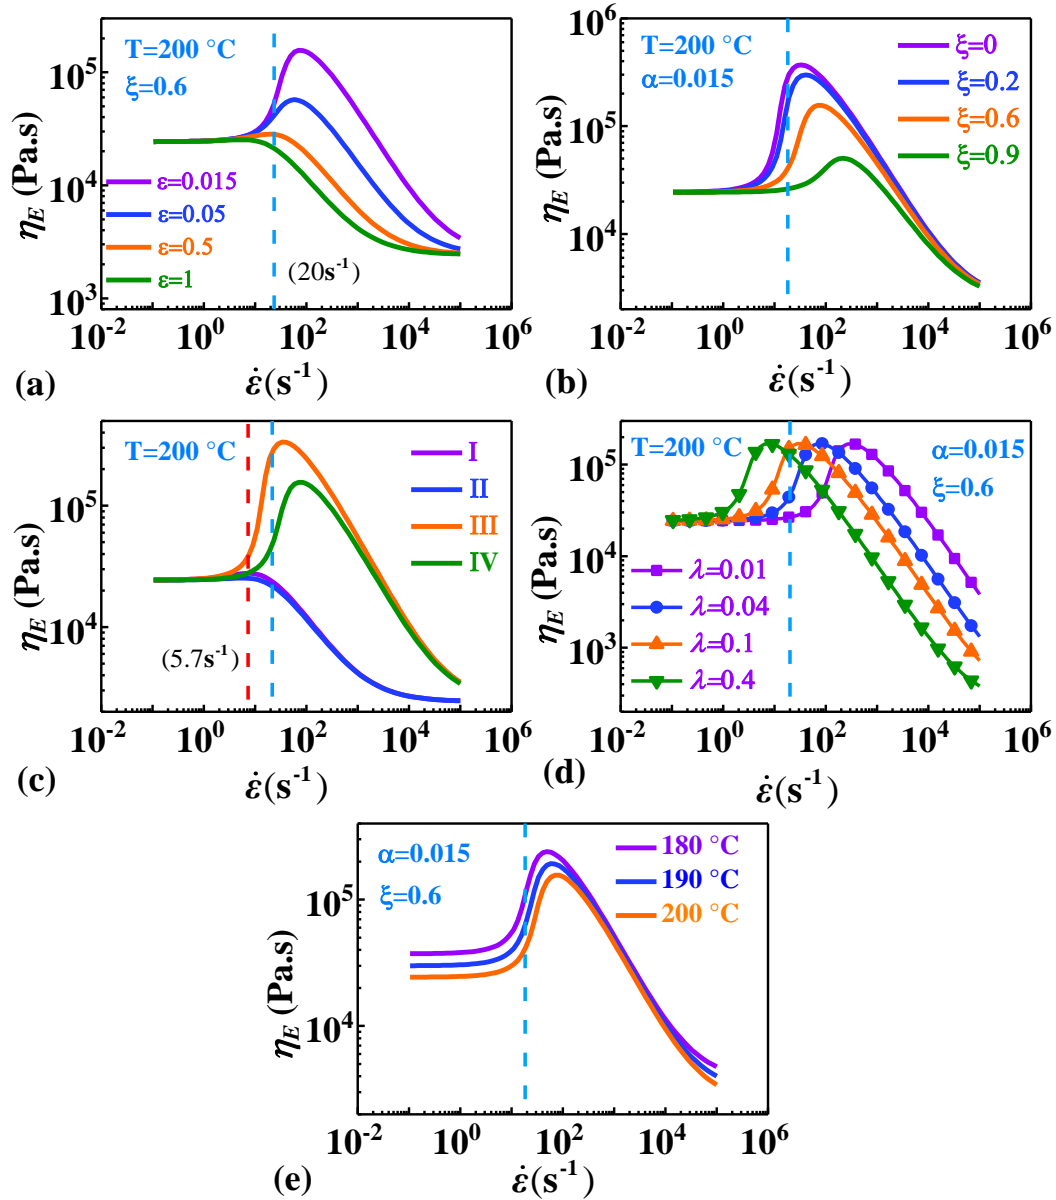 T=200 °C
ξ=0.6
10⁵
10⁴
10³
η_E (Pa.s)
ε=0.015
ε=0.05
ε=0.5
ε=1
(20s⁻¹)
10⁻² 10⁰ 10² 10⁴ 10⁶
(a)
ε̇(s⁻¹)
T=200 °C
α=0.015
10⁶
10⁵
10⁴
η_E (Pa.s)
ξ=0
ξ=0.2
ξ=0.6
ξ=0.9
10⁻² 10⁰ 10² 10⁴ 10⁶
(b)
ε̇(s⁻¹)
T=200 °C
10⁵
10⁴
η_E (Pa.s)
I
II
III
IV
(5.7s⁻¹)
10⁻² 10⁰ 10² 10⁴ 10⁶
(c)
ε̇(s⁻¹)
T=200 °C
α=0.015
ξ=0.6
10⁵
10⁴
10³
η_E (Pa.s)
λ=0.01
λ=0.04
λ=0.1
λ=0.4
10⁻² 10⁰ 10² 10⁴ 10⁶
(d)
ε̇(s⁻¹)
α=0.015
ξ=0.6
10⁵
10⁴
η_E (Pa.s)
180 °C
190 °C
200 °C
10⁻² 10⁰ 10² 10⁴ 10⁶
(e)
ε̇(s⁻¹)